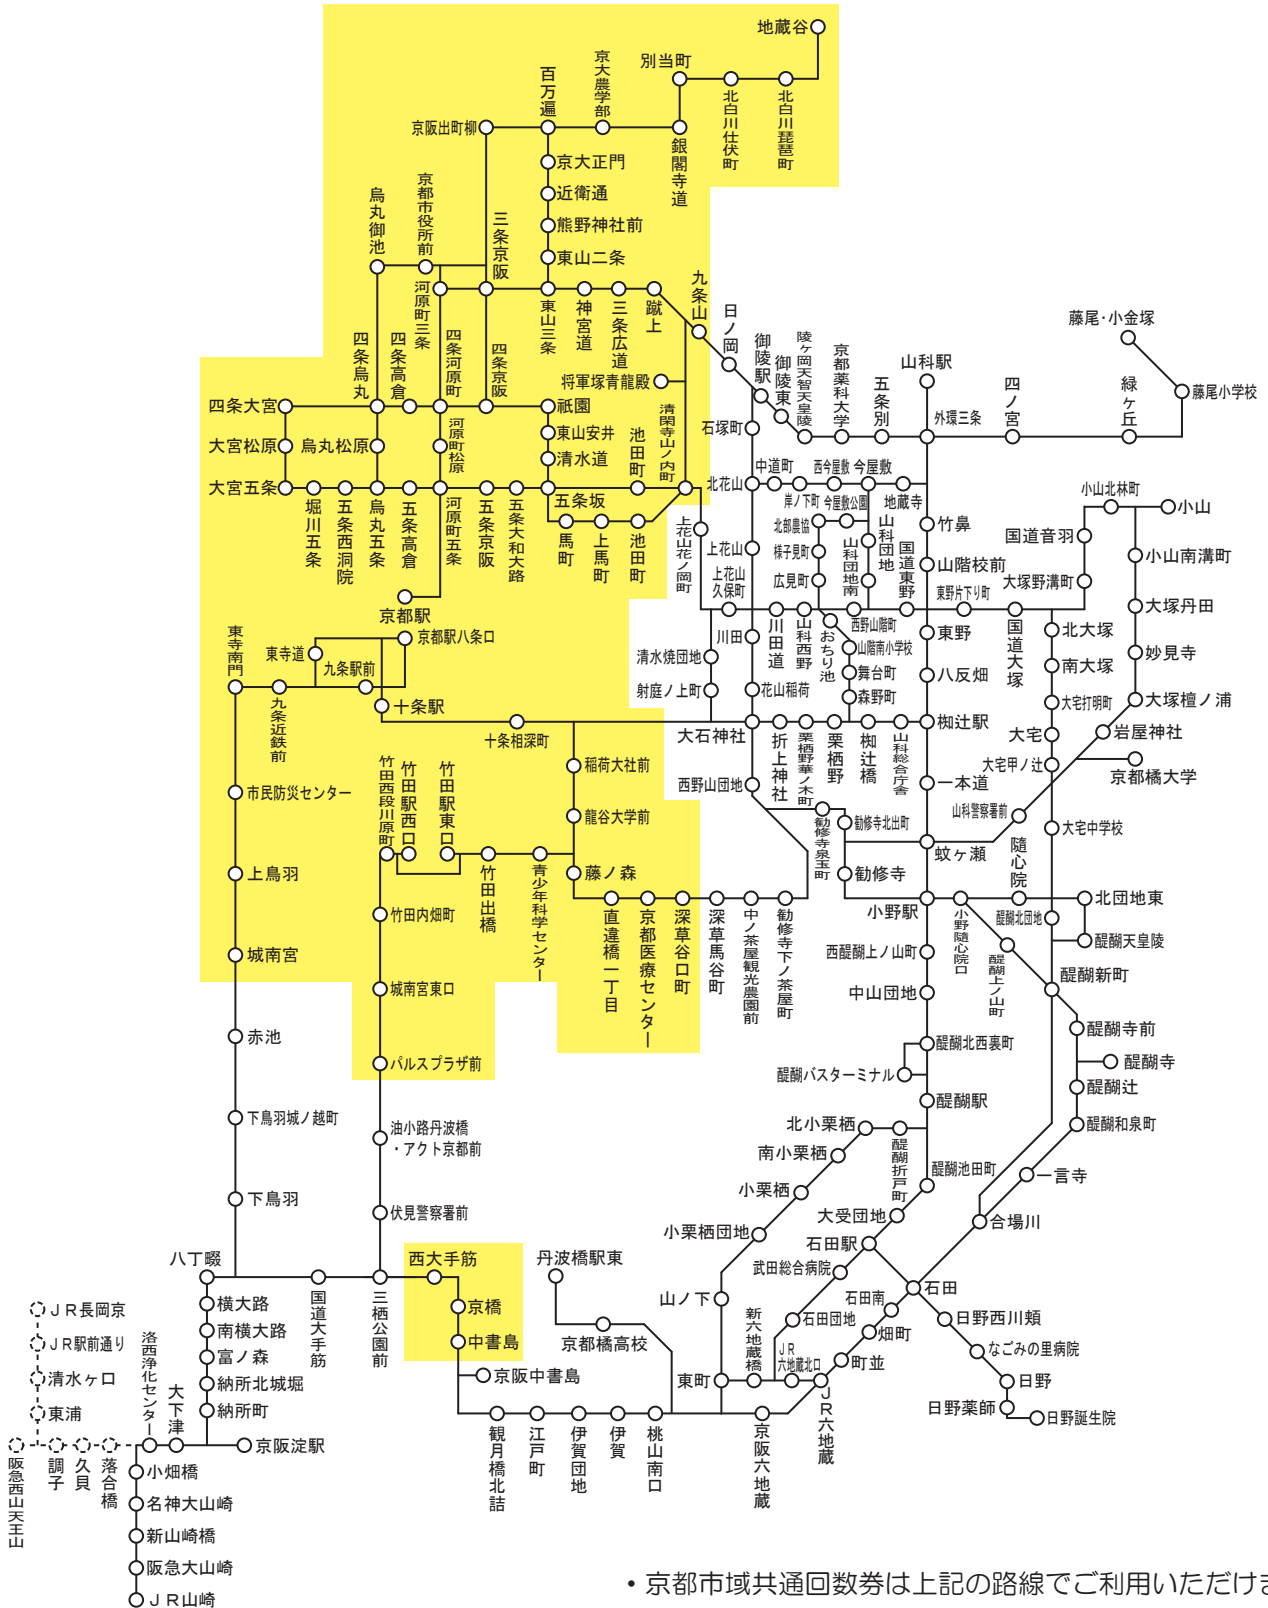 地蔵谷
別当町
京大農学部
百万遍
北白川仕伏町
北白川琵琶町
京阪出町柳
銀閣寺道
京大正門
近衛通
熊野神社前
東山二条
烏丸御池
京都市役所前
三条京阪
河原町三条
東山三条
神宮道
三条広道
蹴上
九条山
日ノ岡
御陵駅
御陵東
陵ヶ岡天智天皇陵
京都薬科大学
五条別
山科駅
外環三条
四ノ宮
緑ヶ丘
藤尾・小金塚
藤尾小学校
四条烏丸
四条高倉
四条河原町
四条京阪
将軍塚青龍殿
清閑寺山ノ内町
四条大宮
祇園
大宮松原
烏丸松原
河原町松原
東山安井
清水道
池田町
大宮五条
堀川五条
五条西洞院
烏丸五条
五条高倉
河原町五条
五条京阪
五条大和大路
五条坂
馬町
上馬町
池田町
京都駅
石塚町
北花山
中道町
西今屋敷
今屋敷
岸ノ下町
今屋敷公園
地蔵寺
北部農協
様子見町
広見町
山科団地
山科団地南
国道東野
上花山花ノ岡町
上花山
上花山久保町
竹鼻
山階校前
東野片下り町
小山北林町
小山
国道音羽
大塚野溝町
小山南溝町
大塚丹田
妙見寺
大塚檀ノ浦
岩屋神社
京都橘大学
東寺南門
東寺道
京都駅八条口
九条駅前
九条近鉄前
十条駅
十条相深町
清水焼団地
射庭ノ上町
川田
花山稲荷
川田道
山科西野
おちり池
西野山階町
山階南小学校
舞台町
森野町
東野
八反畑
国道大塚
北大塚
南大塚
大宅打明町
大宅
大宅甲ノ辻
大宅中学校
大石神社
折上神社
栗栖野華ノ木町
栗栖野
椥辻橋
山科総合庁舎
椥辻駅
一本道
山科警察署前
西野山団地
勧修寺泉玉町
勧修寺北出町
勧修寺
蚊ヶ瀬
市民防災センター
上鳥羽
城南宮
赤池
下鳥羽城ノ越町
下鳥羽
竹田西段川原町
竹田駅西口
竹田駅東口
竹田内畑町
竹田出橋
青少年科学センター
稲荷大社前
龍谷大学前
藤ノ森
直違橋一丁目
京都医療センター
深草谷口町
深草馬谷町
中ノ茶屋観光農園前
勧修寺下ノ茶屋町
小野駅
小野随心院口
隨心院
醍醐北団地
北団地東
醍醐天皇陵
醍醐上ノ山町
醍醐新町
西醍醐上ノ山町
中山団地
醍醐北西裏町
醍醐バスターミナル
醍醐駅
醍醐寺前
醍醐寺
醍醐辻
醍醐和泉町
城南宮東口
パルスプラザ前
油小路丹波橋
・アクト京都前
伏見警察署前
北小栗栖
南小栗栖
小栗栖
小栗栖団地
醍醐折戸町
醍醐池田町
大受団地
石田駅
武田総合病院
一言寺
合場川
石田
石田南
石田団地
山ノ下
畑町
町並
日野西川頬
なごみの里病院
日野
日野薬師
日野誕生院
八丁畷
国道大手筋
三栖公園前
西大手筋
京橋
中書島
京阪中書島
丹波橋駅東
京都橘高校
東町
新六地蔵橋
JR六地蔵北口
JR六地蔵
横大路
南横大路
富ノ森
納所北城堀
納所町
京阪淀駅
JR長岡京
JR駅前通り
清水ヶ口
東浦
洛西浄化センター
大下津
阪急西山天王山
調子
久貝
落合橋
小畑橋
名神大山崎
新山崎橋
阪急大山崎
JR山崎
観月橋北詰
江戸町
伊賀団地
伊賀
桃山南口
京阪六地蔵
・京都市域共通回数券は上記の路線でご利用いただけま